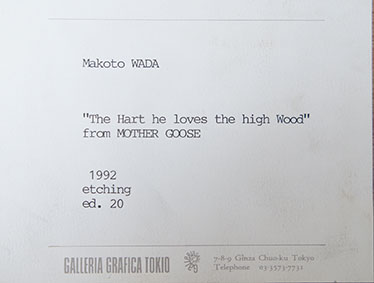 Makoto WADA
"The Hart he loves the high Wood"
from MOTHER GOOSE
1992
etching
ed. 20
GALLERIA GRAFICA TOKIO
7-8-9 Ginza Chuo-ku Tokyo
Telephone 03-3573-7731